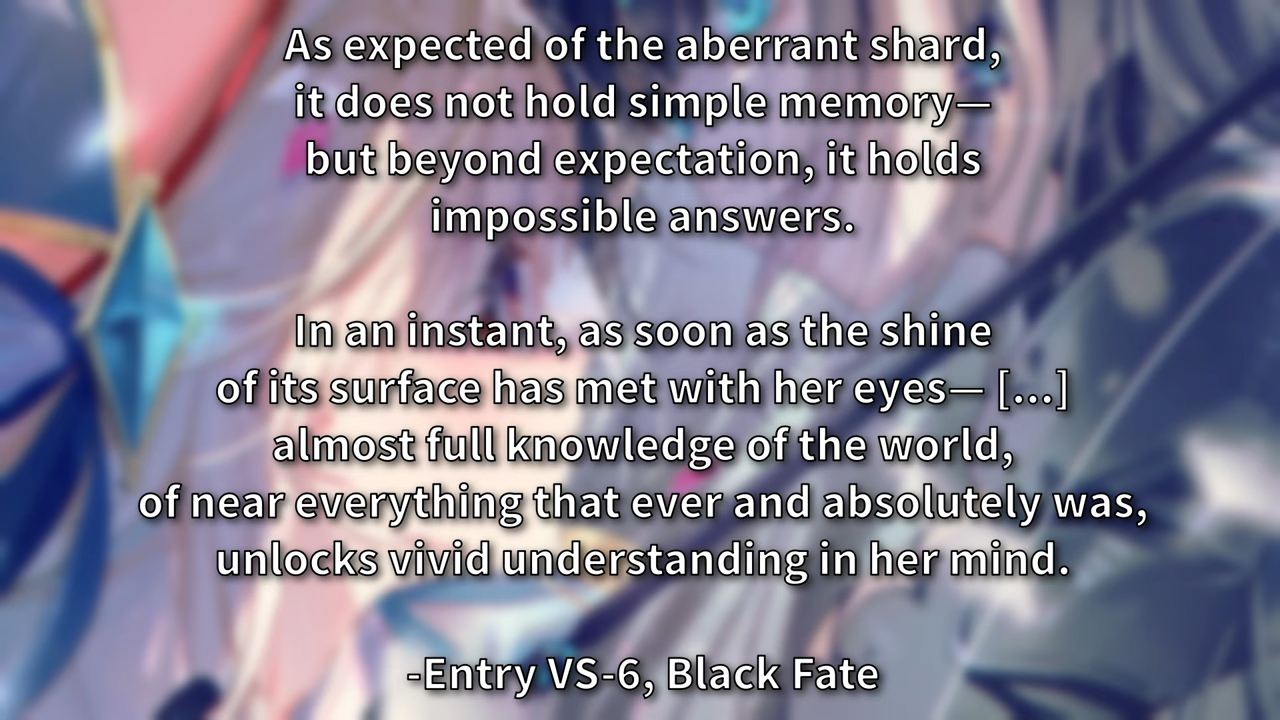 As expected of the aberrant shard,
it does not hold simple memory—
but beyond expectation, it holds
impossible answers.
In an instant, as soon as the shine
of its surface has met with her eyes— [...]
almost full knowledge of the world,
of near everything that ever and absolutely was,
unlocks vivid understanding in her mind.
-Entry VS-6, Black Fate